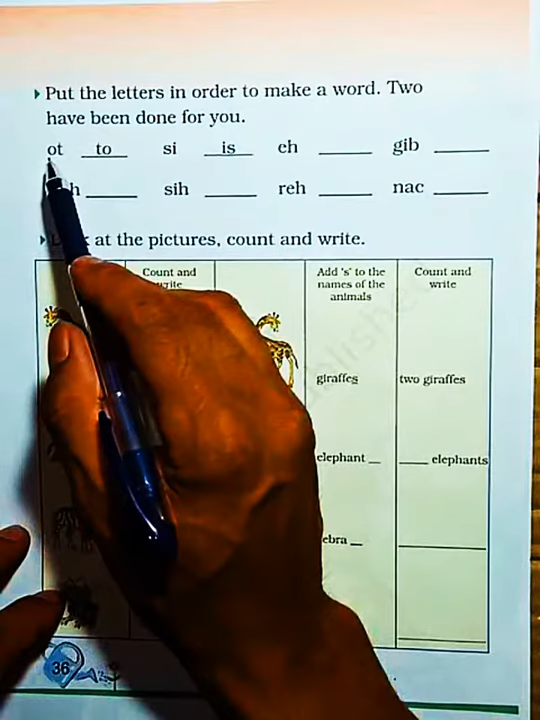 Put the letters in order to make a word. Two
have been done for you.
ot to si is eh gib
h sih reh nac
at the pictures, count and write.
Count and Add 's' to the Count and
write names of the write
animals
giraffes two giraffes
elephant elephants
ebra
36